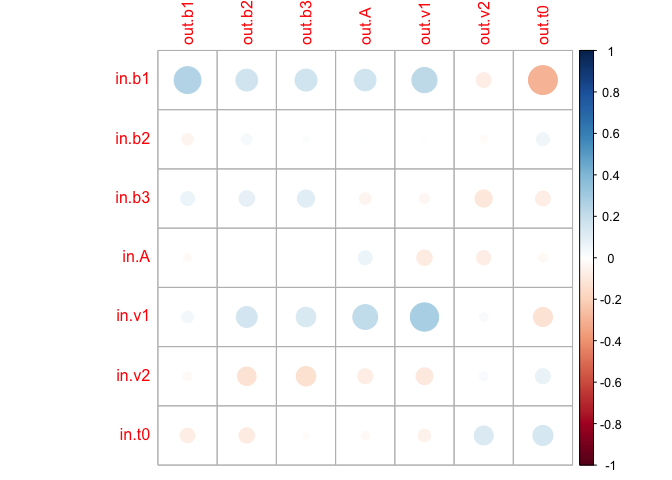 out.b1
out.b2
out.b3
out.A
out.v1
out.v2
out.t0
in.b1
in.b2
in.b3
in.A
in.v1
in.v2
in.t0
1
0.8
0.6
0.4
0.2
0
-0.2
-0.4
-0.6
-0.8
-1